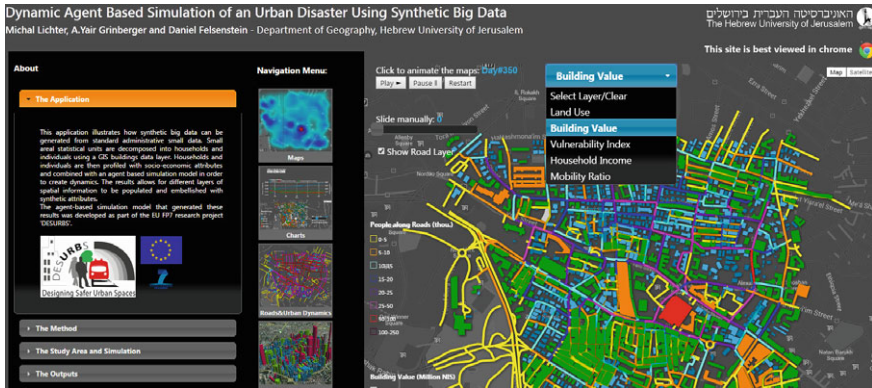 Dynamic Agent Based Simulation of an Urban Disaster Using Synthetic Big Data
Michal Lichter, A.Yair Grinberger and Daniel Felsenstein - Department of Geography, Hebrew University of Jerusalem
האוניברסיטה העברית בירושלים
The Hebrew University of Jerusalem
This site is best viewed in chrome
About
The Application
This application illustrates how synthetic big data can be
generated from standard administrative small data. Small
areal statistical units are decomposed into households and
individuals using a GIS buildings data layer. Households and
individuals are then profiled with socio-economic attributes
and combined with an agent based simulation model in order
to create dynamics. The results allows for different layers of
spatial information to be populated and embellished with
synthetic attributes.
The agent-based simulation model that generated these
results was developed as part of the EU FP7 research project
'DESURBS'.
DESURBS
Designing Safer Urban Spaces
The Method
The Study Area and Simulation
The Outputs
Navigation Menu:
Maps
Charts
Roads&Urban Dynamics
Click to animate the maps: Day#350
Play ►
Pause ‖
Restart
Slide manually: 0
Show Road Layer
Building Value
Select Layer/Clear
Land Use
Building Value
Vulnerability Index
Household Income
Mobility Ratio
Map
Satellite
People along Roads (thou.)
0-5
5-10
15-20
20-25
25-50
50-100
100-250
Building Value (Million NIS)